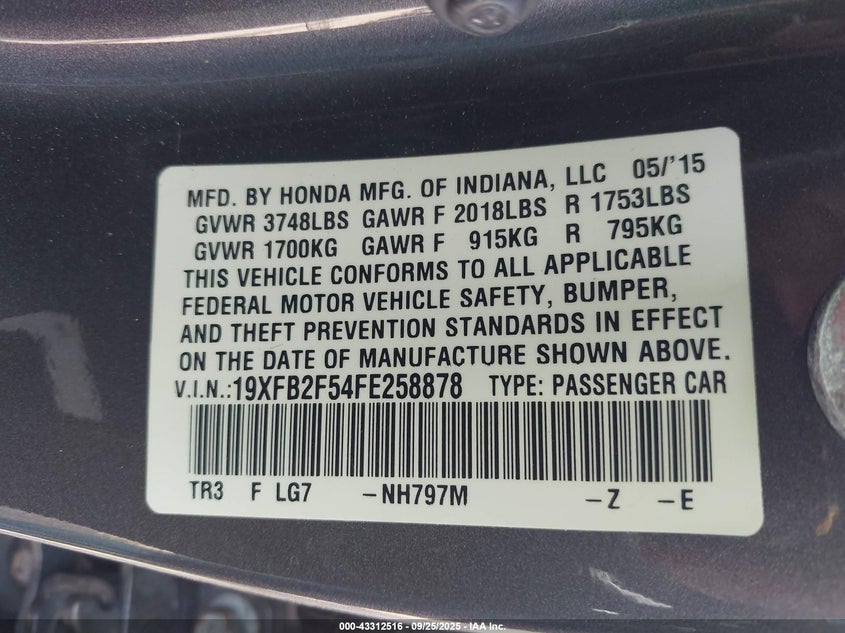 MFD. BY HONDA MFG. OF INDIANA, LLC 05/'15
GVWR 3748LBS GAWR F 2018LBS R 1753LBS
GVWR 1700KG GAWR F 915KG R 795KG
THIS VEHICLE CONFORMS TO ALL APPLICABLE
FEDERAL MOTOR VEHICLE SAFETY, BUMPER,
AND THEFT PREVENTION STANDARDS IN EFFECT
ON THE DATE OF MANUFACTURE SHOWN ABOVE.
V.I.N.:19XFB2F54FE258878 TYPE: PASSENGER CAR
TR3 F LG7 -NH797M -Z -E
000-43312516 - 09/25/2025 - IAA Inc.